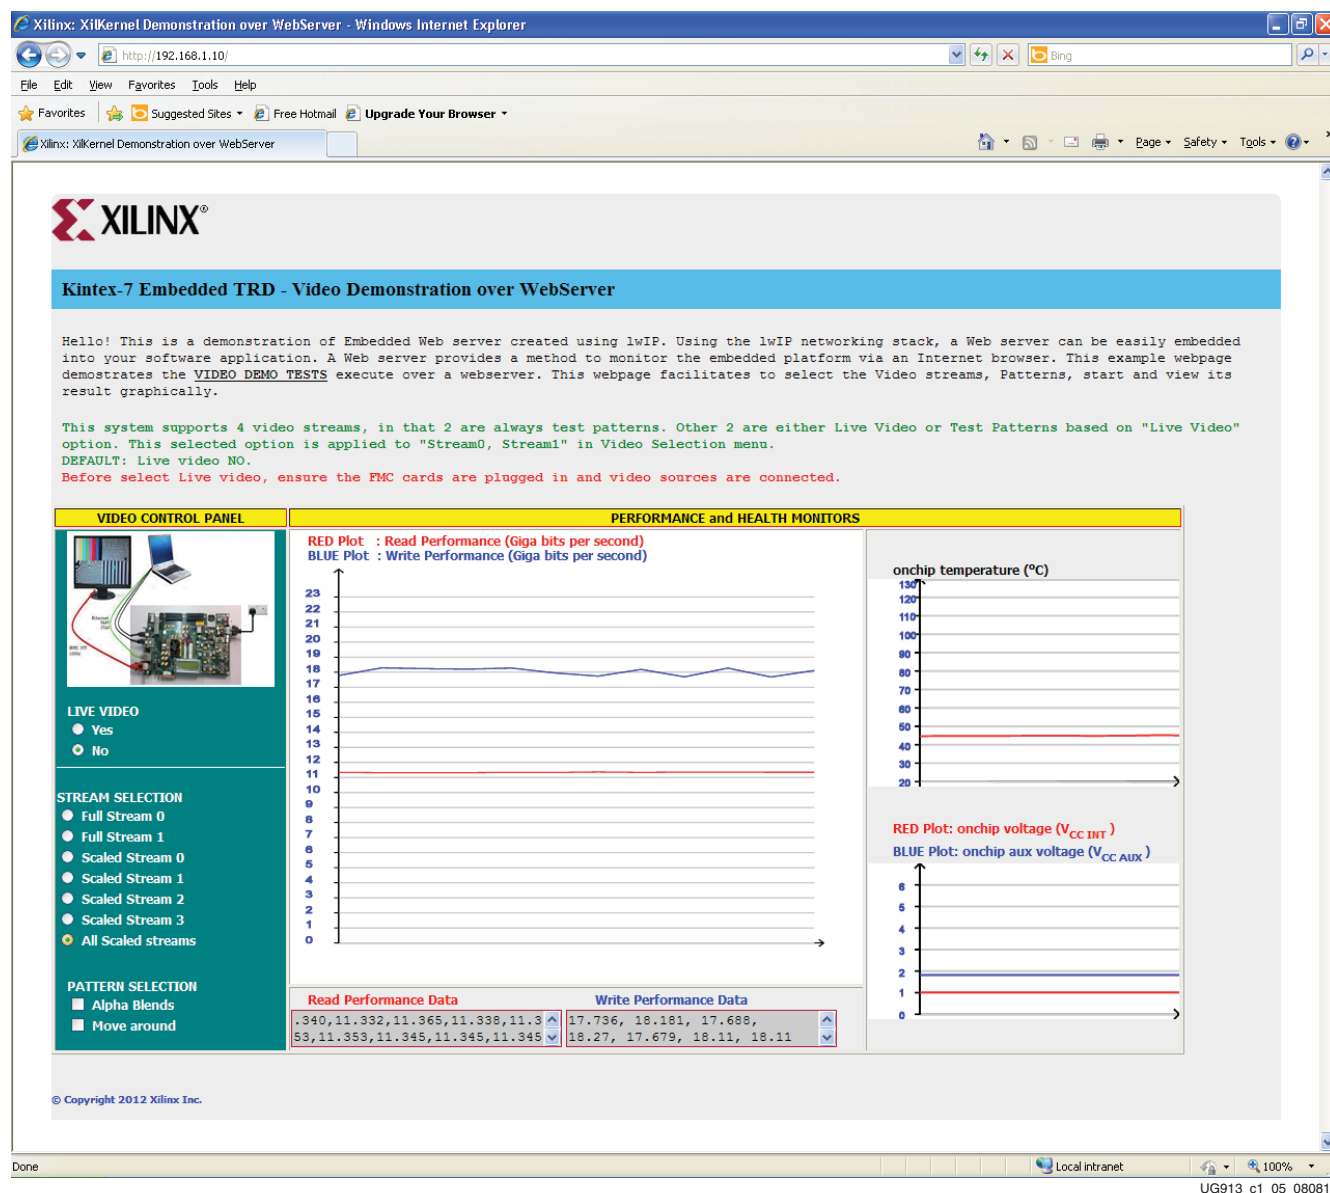 Xilinx: XilKernel Demonstration over WebServer - Windows Internet Explorer
http://192.168.1.10/
Bing
File Edit View Favorites Tools Help
Favorites Suggested Sites Free Hotmail Upgrade Your Browser
Xilinx: XilKernel Demonstration over WebServer
Page Safety Tools
XILINX®
Kintex-7 Embedded TRD - Video Demonstration over WebServer
Hello! This is a demonstration of Embedded Web server created using lwIP. Using the lwIP networking stack, a Web server can be easily embedded
into your software application. A Web server provides a method to monitor the embedded platform via an Internet browser. This example webpage
demostrates the VIDEO DEMO TESTS execute over a webserver. This webpage facilitates to select the Video streams, Patterns, start and view its
result graphically.
This system supports 4 video streams, in that 2 are always test patterns. Other 2 are either Live Video or Test Patterns based on "Live Video"
option. This selected option is applied to "Stream0, Stream1" in Video Selection menu.
DEFAULT: Live video NO.
Before select Live video, ensure the FMC cards are plugged in and video sources are connected.
VIDEO CONTROL PANEL
LIVE VIDEO
Yes
No
STREAM SELECTION
Full Stream 0
Full Stream 1
Scaled Stream 0
Scaled Stream 1
Scaled Stream 2
Scaled Stream 3
All Scaled streams
PATTERN SELECTION
Alpha Blends
Move around
PERFORMANCE and HEALTH MONITORS
RED Plot : Read Performance (Giga bits per second)
BLUE Plot : Write Performance (Giga bits per second)
23
22
21
20
19
18
17
16
15
14
13
12
11
10
9
8
7
6
5
4
3
2
1
0
Read Performance Data
.340,11.332,11.365,11.338,11.3
53,11.353,11.345,11.345,11.345
Write Performance Data
17.736, 18.181, 17.688,
18.27, 17.679, 18.11, 18.11
onchip temperature (°C)
130
120
110
100
90
80
70
60
50
40
30
20
RED Plot: onchip voltage (VCC INT )
BLUE Plot: onchip aux voltage (VCC AUX )
6
5
4
3
2
1
0
© Copyright 2012 Xilinx Inc.
Done
Local intranet
100%
UG913_c1_05_08081